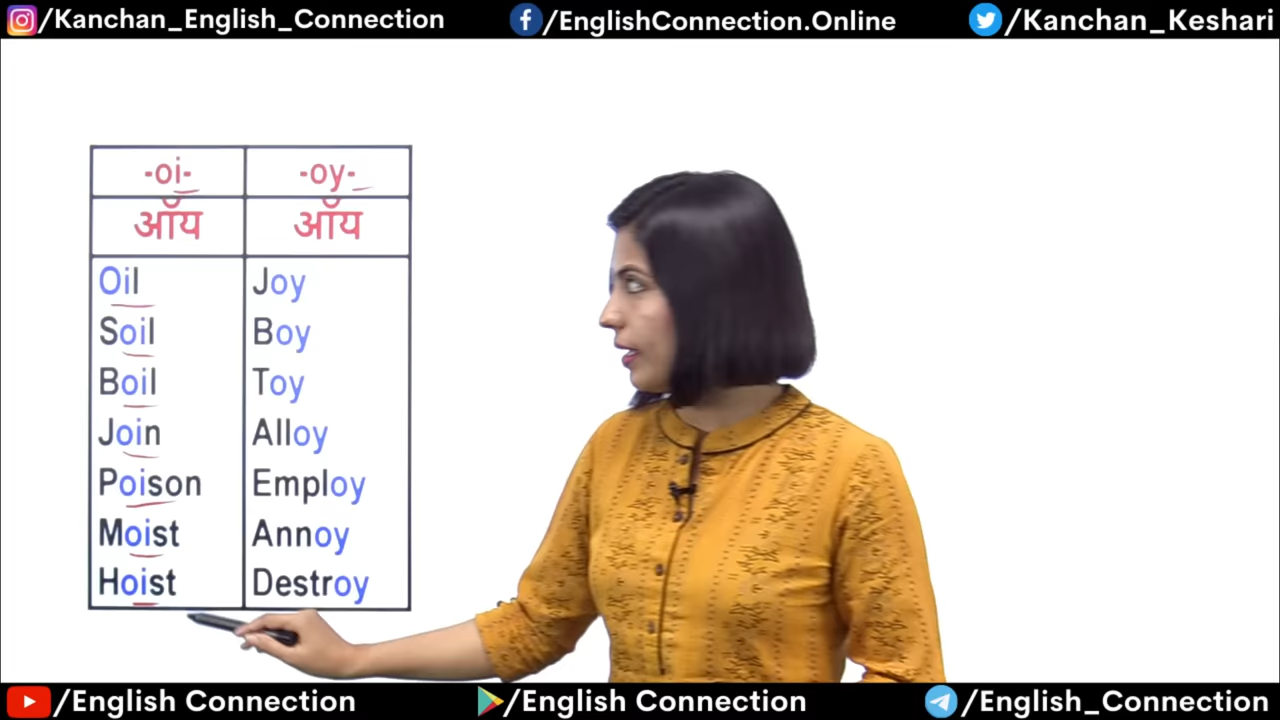 /Kanchan_English_Connection /EnglishConnection.Online /Kanchan_Keshari
-oi- -oy-
ऑय ऑय
Oil Joy
Soil Boy
Boil Toy
Join Alloy
Poison Employ
Moist Annoy
Hoist Destroy
/English Connection /English Connection /English_Connection